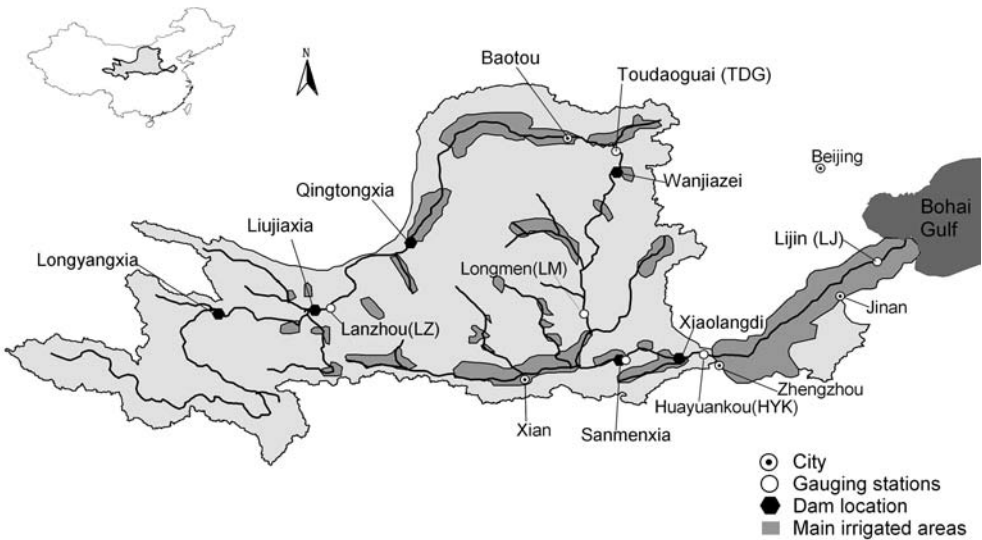 N
Baotou
Toudaoguai (TDG)
Beijing
Wanjiazei
Qingtongxia
Bohai
Gulf
Liujiaxia
Lijin (LJ)
Longyangxia
Longmen(LM)
Jinan
Lanzhou(LZ)
Xiaolangdi
Zhengzhou
Huayuankou(HYK)
Xian
Sanmenxia
City
Gauging stations
Dam location
Main irrigated areas